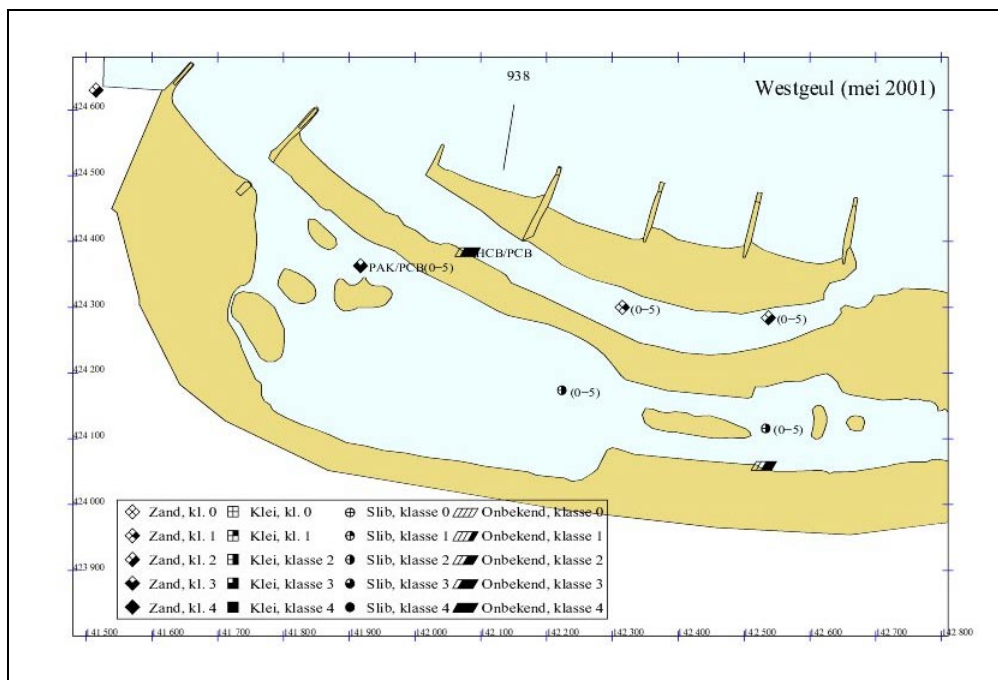 938
Westgeul (mei 2001)
424 600
424 500
424 400
HCB/PCB
PAK/PCB(0−5)
424 300
(0−5)
(0−5)
424 200
(0−5)
424 100
(0−5)
424 000
Zand, kl. 0 Klei, kl. 0 Slib, klasse 0 Onbekend, klasse 0
Zand, kl. 1 Klei, kl. 1 Slib, klasse 1 Onbekend, klasse 1
423 900
Zand, kl. 2 Klei, klasse 2 Slib, klasse 2 Onbekend, klasse 2
Zand, kl. 3 Klei, klasse 3 Slib, klasse 3 Onbekend, klasse 3
Zand, kl. 4 Klei, klasse 4 Slib, klasse 4 Onbekend, klasse 4
141 500 141 600 141 700 141 800 141 900 142 000 142 100 142 200 142 300 142 400 142 500 142 600 142 700 142 800